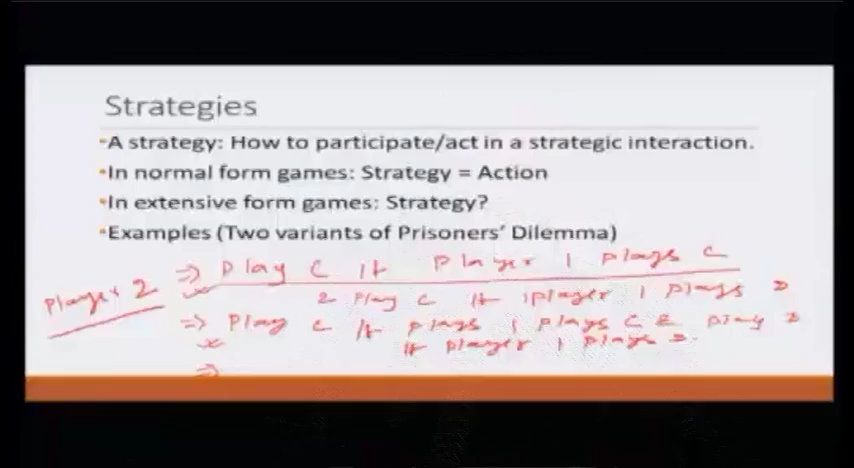 Strategies
▪A strategy: How to participate/act in a strategic interaction.
▪In normal form games: Strategy = Action
▪In extensive form games: Strategy?
▪Examples (Two variants of Prisoners' Dilemma)
Player 2 ⇒ Play C If Player 1 plays C
& Play C If player 1 plays D
⇒ Play C If plays 1 plays C & play D
If player 1 plays D.
⇒